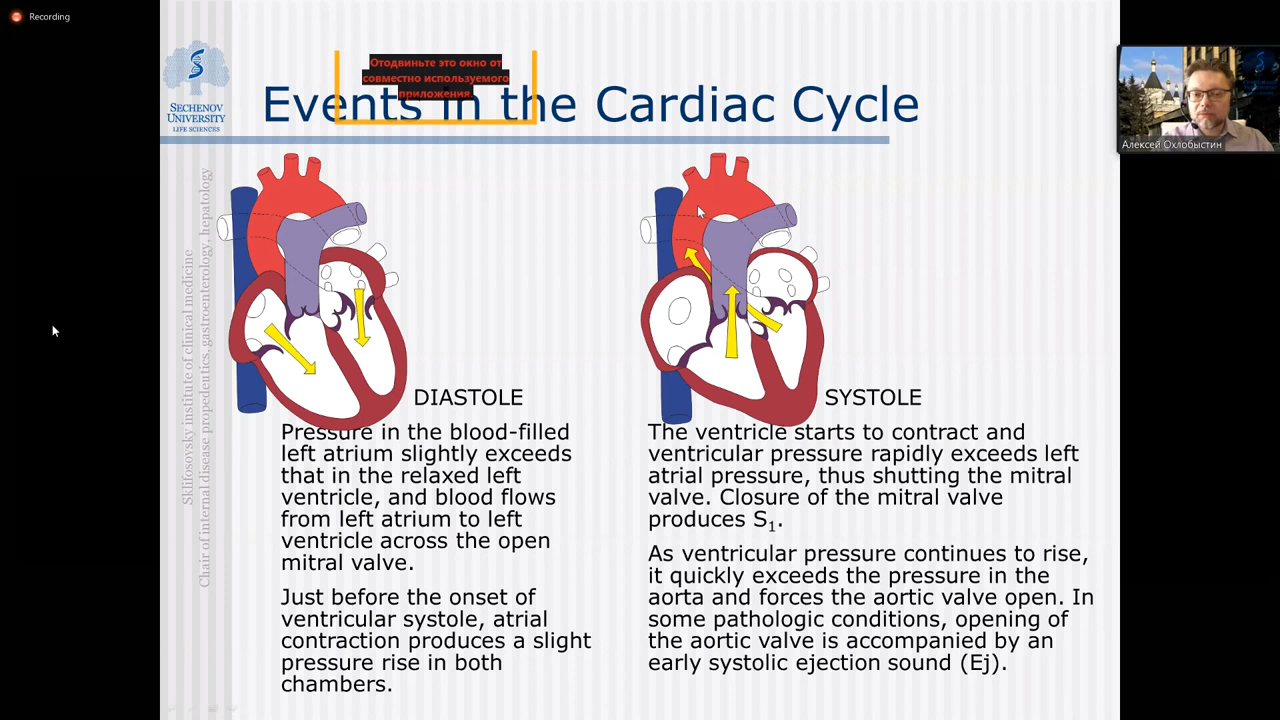 Recording
SECHENOV
UNIVERSITY
LIFE SCIENCES
Отодвиньте это окно от
совместно используемого
приложения.
Events in the Cardiac Cycle
Алексей Охлобыстин
Sklifosovsky institute of clinical medicine
Chair of internal disease propedeutics, gastroenterology, hepatology
DIASTOLE
Pressure in the blood-filled
left atrium slightly exceeds
that in the relaxed left
ventricle, and blood flows
from left atrium to left
ventricle across the open
mitral valve.
Just before the onset of
ventricular systole, atrial
contraction produces a slight
pressure rise in both
chambers.
SYSTOLE
The ventricle starts to contract and
ventricular pressure rapidly exceeds left
atrial pressure, thus shutting the mitral
valve. Closure of the mitral valve
produces S₁.
As ventricular pressure continues to rise,
it quickly exceeds the pressure in the
aorta and forces the aortic valve open. In
some pathologic conditions, opening of
the aortic valve is accompanied by an
early systolic ejection sound (Ej).